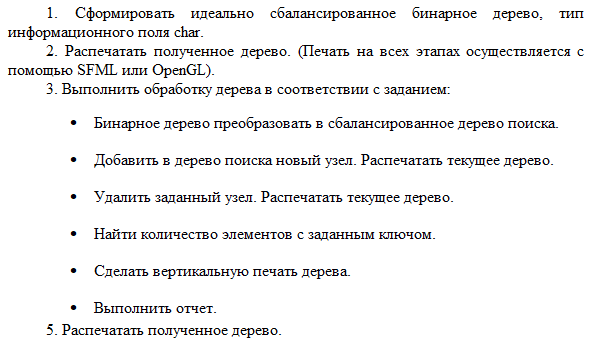 1. Сформировать идеально сбалансированное бинарное дерево, тип
информационного поля char.
2. Распечатать полученное дерево. (Печать на всех этапах осуществляется с
помощью SFML или OpenGL).
3. Выполнить обработку дерева в соответствии с заданием:
• Бинарное дерево преобразовать в сбалансированное дерево поиска.
• Добавить в дерево поиска новый узел. Распечатать текущее дерево.
• Удалить заданный узел. Распечатать текущее дерево.
• Найти количество элементов с заданным ключом.
• Сделать вертикальную печать дерева.
• Выполнить отчет.
5. Распечатать полученное дерево.